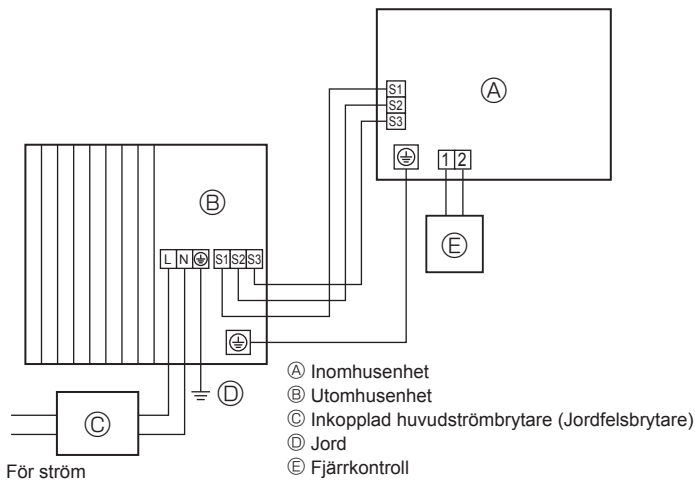 Ⓐ
S1
S2
S3
1 2
Ⓑ
Ⓔ
L N S1 S2 S3
Ⓓ
Ⓒ
För ström
Ⓐ Inomhusenhet
Ⓑ Utomhusenhet
Ⓒ Inkopplad huvudströmbrytare (Jordfelsbrytare)
Ⓓ Jord
Ⓔ Fjärrkontroll